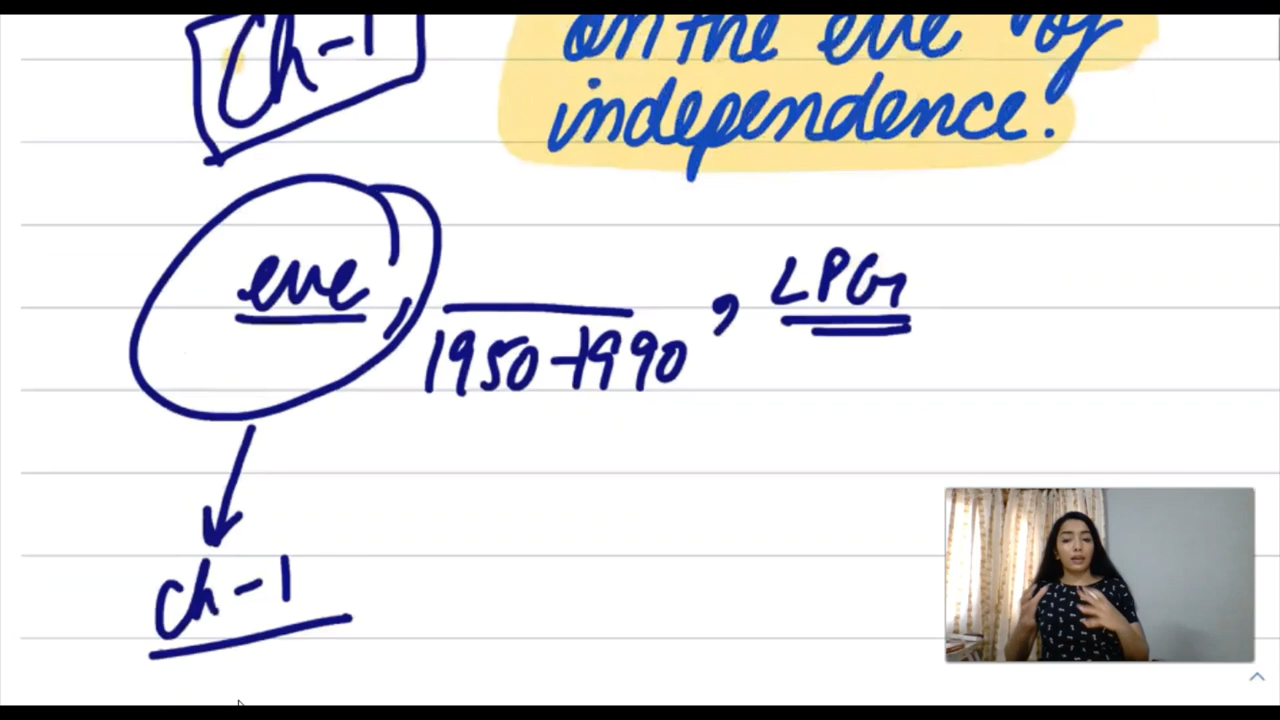 Ch-1
on the eve of
independence.
eve
1950-1990, LPG
Ch-1